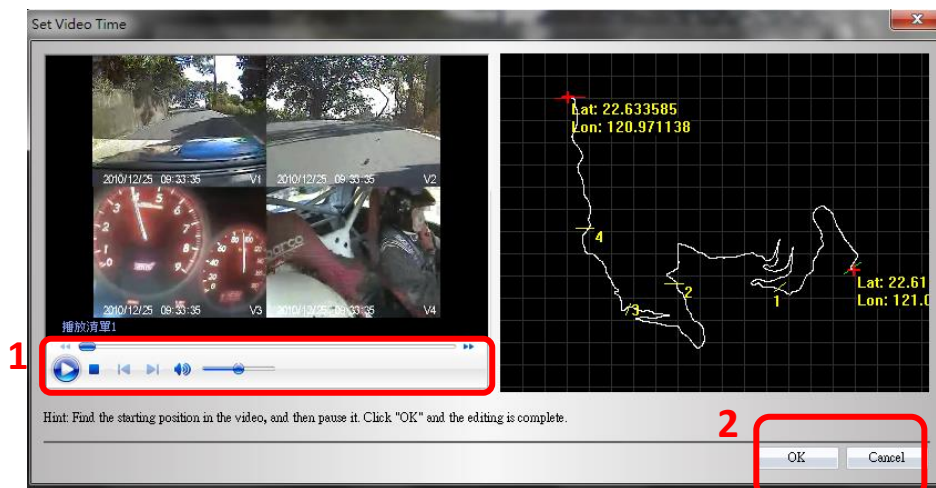 Set Video Time
2010/12/25 09:33:35 V1
2010/12/25 09:33:35 V2
2010/12/25 09:33:35 V3
2010/12/25 09:33:35 V4
播放清單1
Lat: 22.633585
Lon: 120.971138
4
3
2
1
Lat: 22.61
Lon: 121.0
1
Hint: Find the starting position in the video, and then pause it. Click "OK" and the editing is complete.
2
OK
Cancel